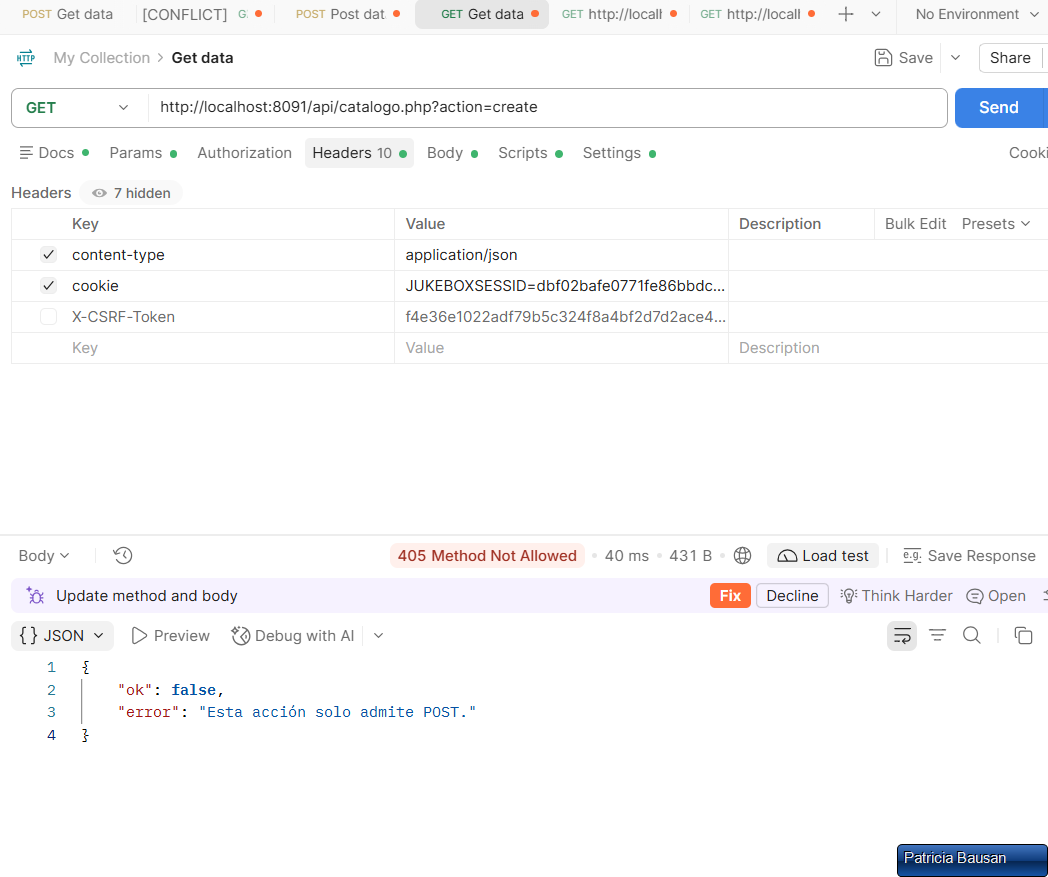 POST Get data [CONFLICT] G POST Post dat GET Get data GET http://localh GET http://locall No Environment
HTTP My Collection > Get data Save Share
GET http://localhost:8091/api/catalogo.php?action=create Send
Docs Params Authorization Headers 10 Body Scripts Settings Cooki
Headers 7 hidden
Key Value Description Bulk Edit Presets
content-type application/json
cookie JUKEBOXSESSID=dbf02bafe0771fe86bbdc...
X-CSRF-Token f4e36e1022adf79b5c324f8a4bf2d7d2ace4...
Key Value Description
Body 405 Method Not Allowed • 40 ms • 431 B • e.g. Save Response Load test
Update method and body Fix Decline Think Harder Open
{} JSON Preview Debug with AI
1 {
2 "ok": false,
3 "error": "Esta acción solo admite POST."
4 }
Patricia Bausan